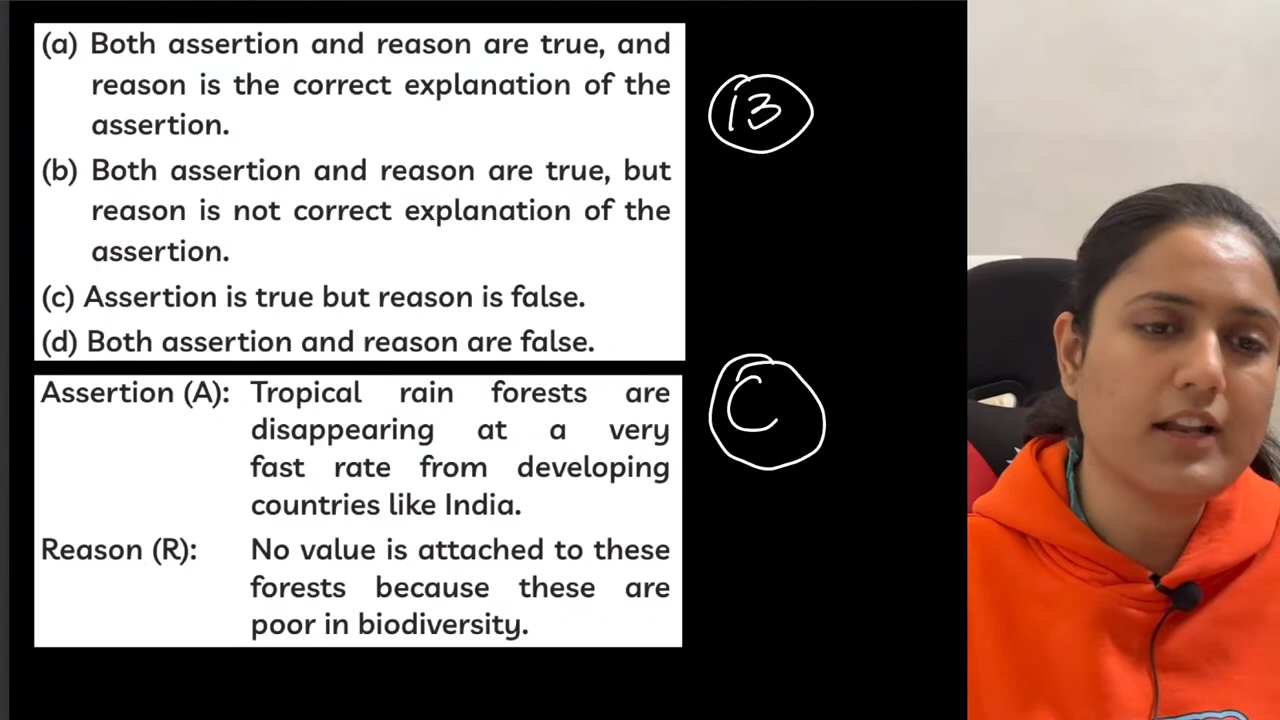 (a) Both assertion and reason are true, and
reason is the correct explanation of the
assertion.
(b) Both assertion and reason are true, but
reason is not correct explanation of the
assertion.
(c) Assertion is true but reason is false.
(d) Both assertion and reason are false.
13
Assertion (A): Tropical rain forests are
disappearing at a very
fast rate from developing
countries like India.
Reason (R): No value is attached to these
forests because these are
poor in biodiversity.
C